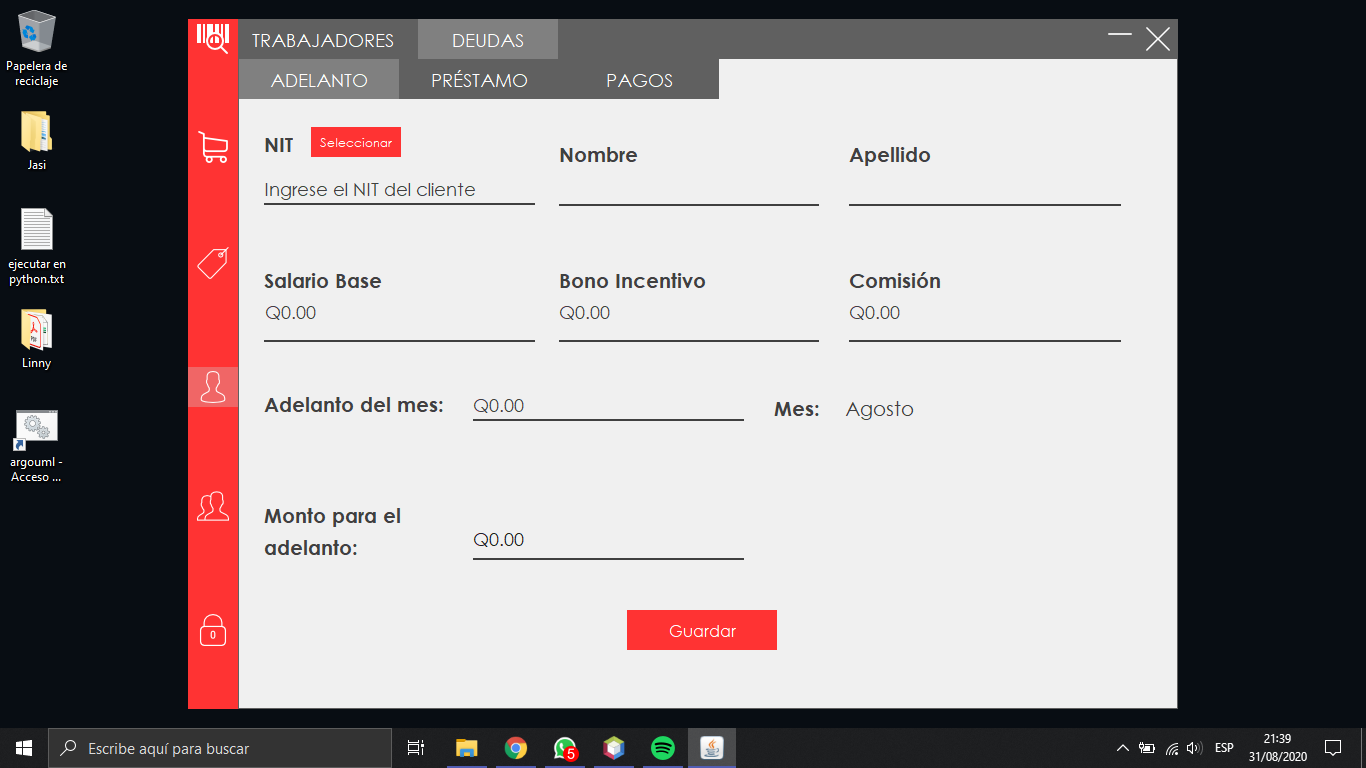 Papelera de
reciclaje
Jasi
ejecutar en
python.txt
Linny
argouml -
Acceso ...
TRABAJADORES
DEUDAS
ADELANTO
PRÉSTAMO
PAGOS
NIT
Seleccionar
Ingrese el NIT del cliente
Nombre
Apellido
Salario Base
Q0.00
Bono Incentivo
Q0.00
Comisión
Q0.00
Adelanto del mes:
Q0.00
Mes:
Agosto
Monto para el
adelanto:
Q0.00
Guardar
0
PDF
Escribe aquí para buscar
5
ESP
21:39
31/08/2020